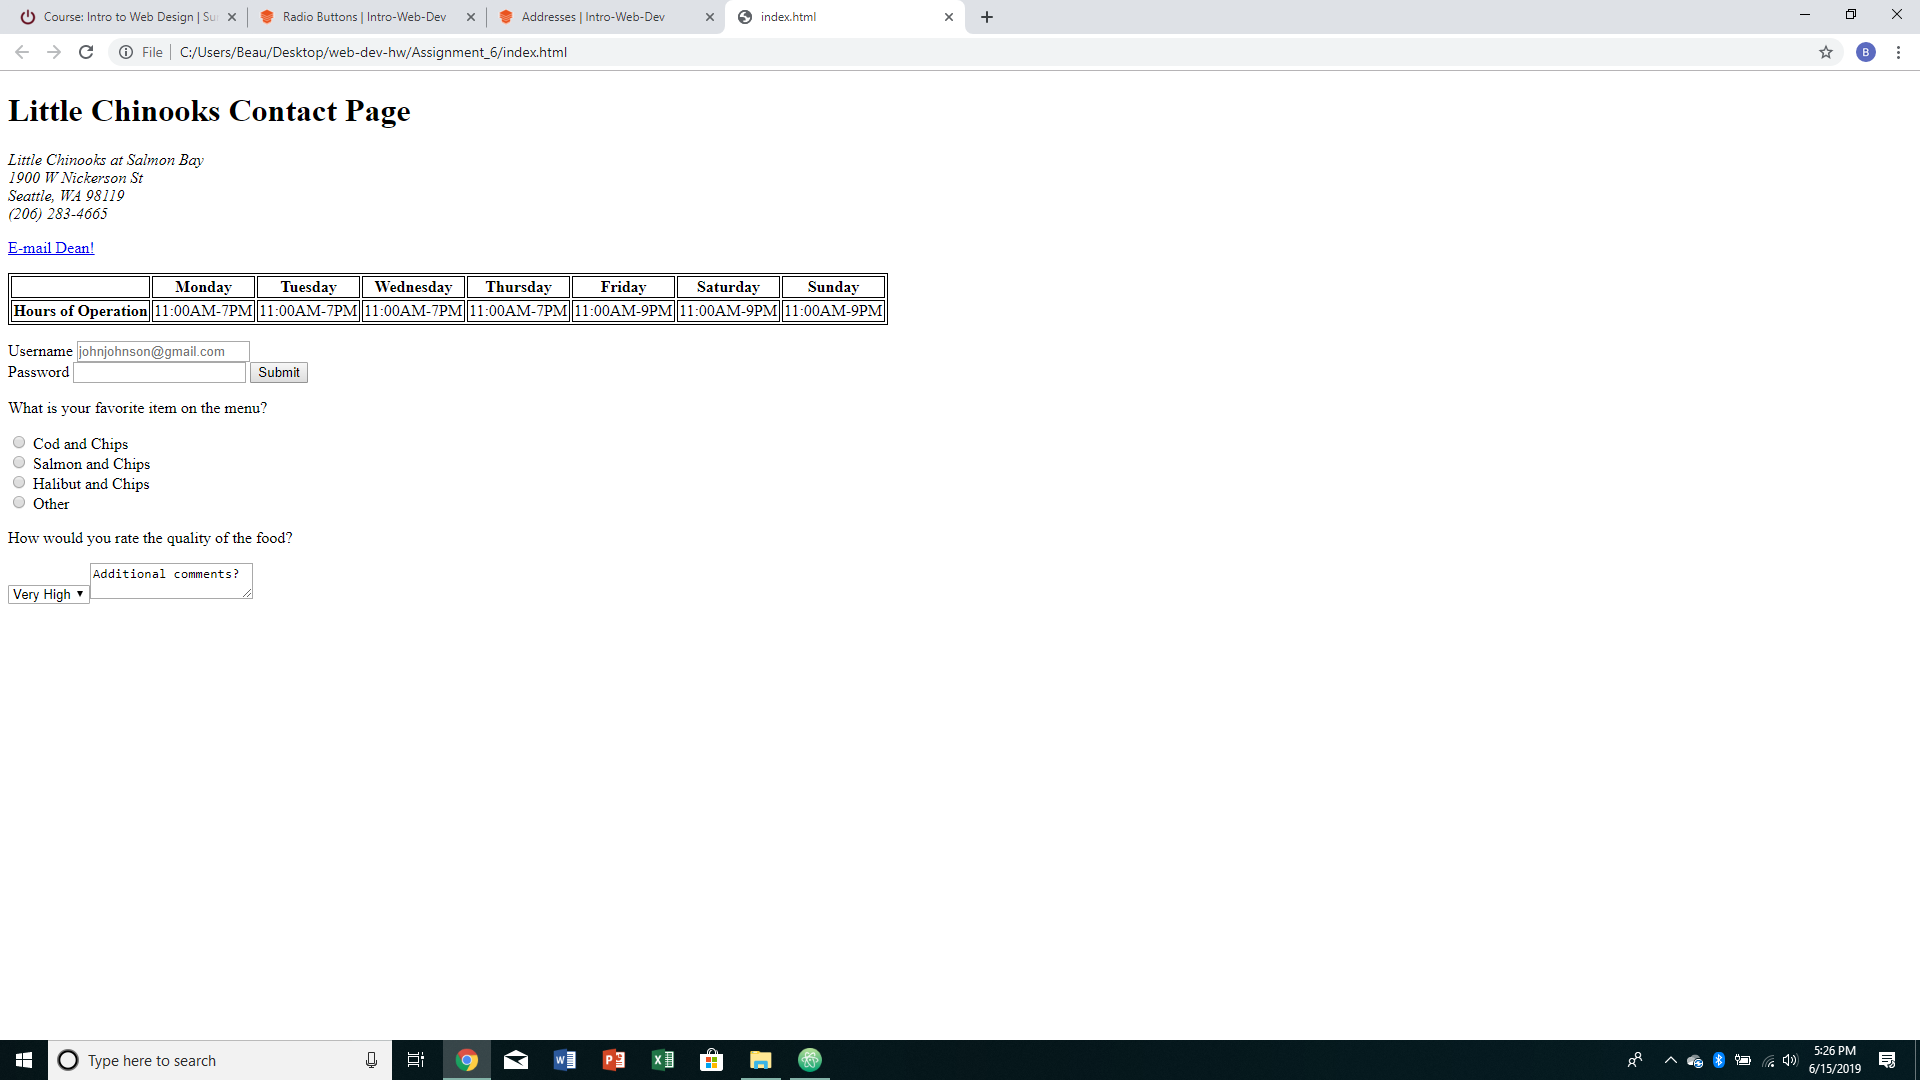 Course: Intro to Web Design | Su
Radio Buttons | Intro-Web-Dev
Addresses | Intro-Web-Dev
index.html
File
C:/Users/Beau/Desktop/web-dev-hw/Assignment_6/index.html
B
Little Chinooks Contact Page
Little Chinooks at Salmon Bay
1900 W Nickerson St
Seattle, WA 98119
(206) 283-4665
E-mail Dean!
Monday Tuesday Wednesday Thursday Friday Saturday Sunday
Hours of Operation 11:00AM-7PM 11:00AM-7PM 11:00AM-7PM 11:00AM-7PM 11:00AM-9PM 11:00AM-9PM 11:00AM-9PM
Username johnjohnson@gmail.com
Password Submit
What is your favorite item on the menu?
Cod and Chips
Salmon and Chips
Halibut and Chips
Other
How would you rate the quality of the food?
Additional comments?
Very High
Type here to search
5:26 PM
6/15/2019